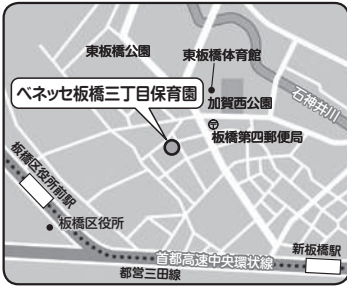 東板橋公園
東板橋体育館
ベネッセ板橋三丁目保育園
加賀西公園
石神井川
板橋第四郵便局
板橋区役所前駅
板橋区役所
首都高速中央環状線
新板橋駅
都営三田線